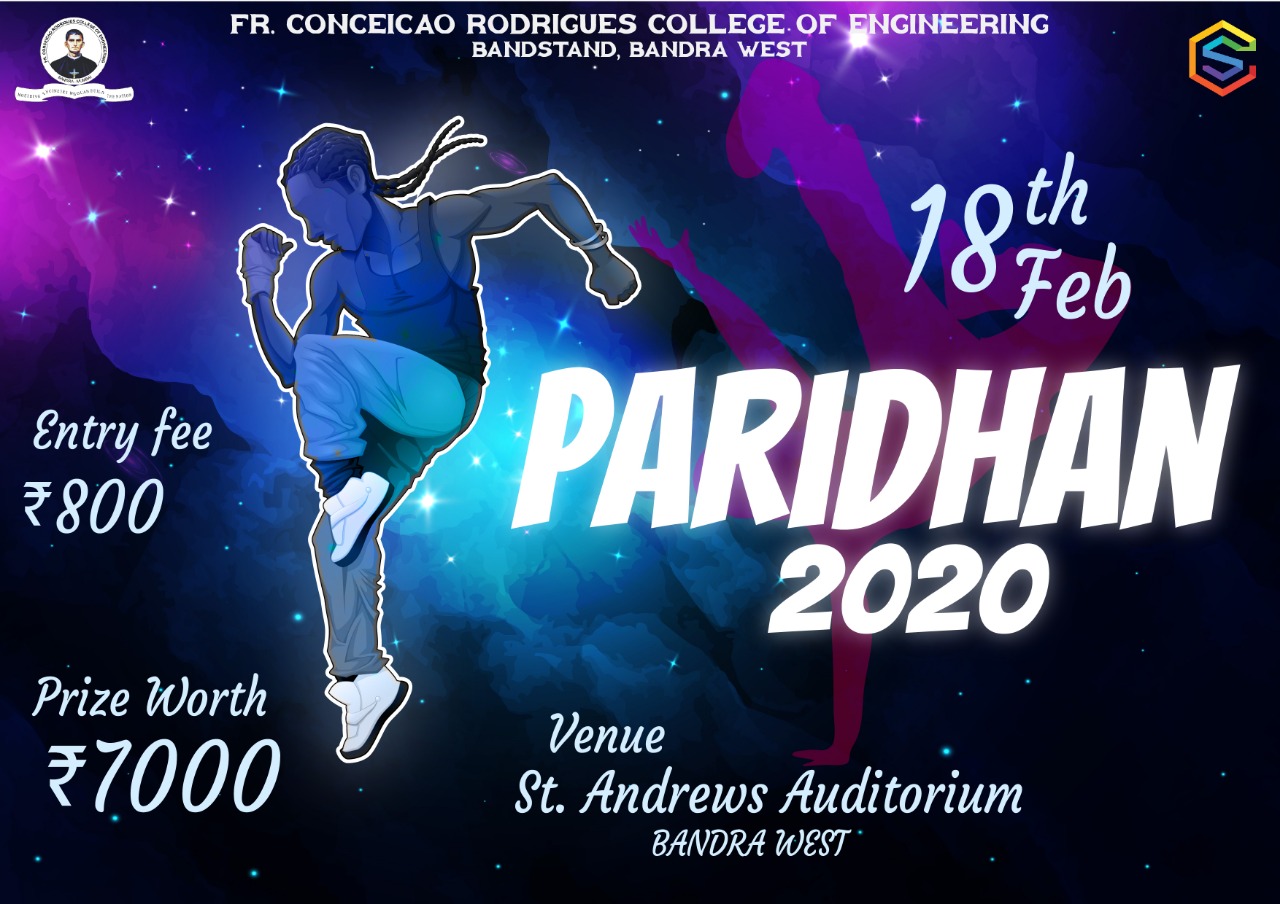 FR. CONCEICAO RODRIGUES COLLEGE OF ENGINEERING
BANDSTAND, BANDRA WEST
18th
Feb
PARIDHAN
2020
Entry fee
₹800
Prize Worth
₹7000
Venue
St. Andrews Auditorium
BANDRA WEST